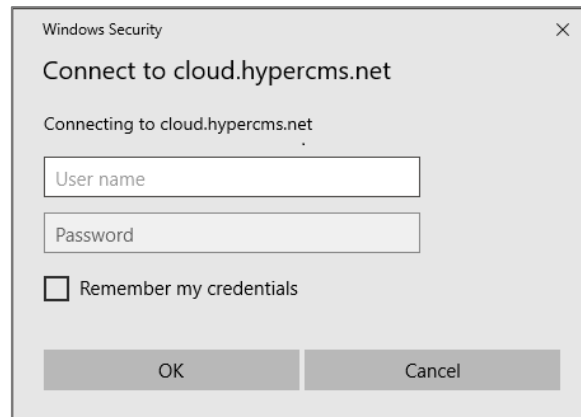 Windows Security
Connect to cloud.hypercms.net
Connecting to cloud.hypercms.net
User name
Password
Remember my credentials
OK Cancel